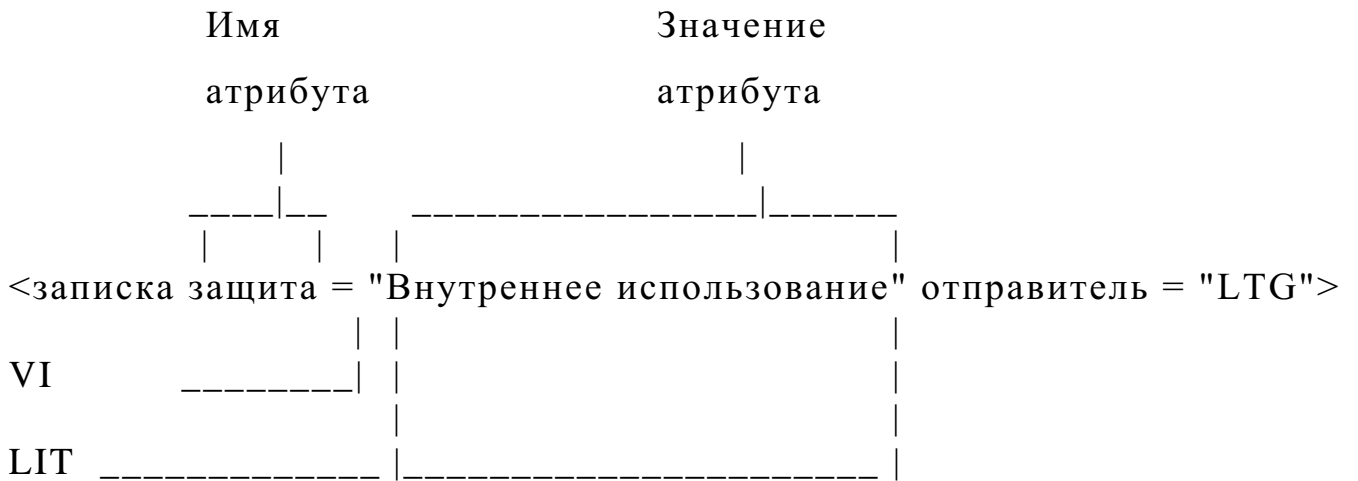 Имя Значение
атрибута атрибута
<записка защита = "Внутреннее использование" отправитель = "LTG">
VI
LIT